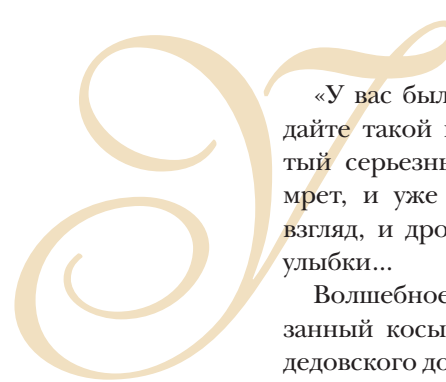 «У вас был
дайте такой
тый серьезн
мрет, и уже
взгляд, и дро
улыбки...
Волшебное
занный косы
дедовского до